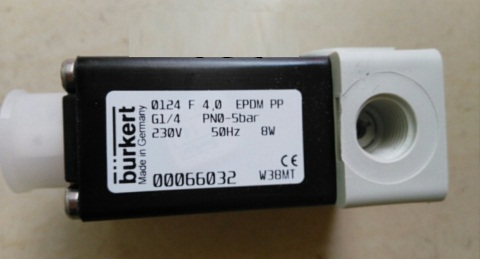 0124 F 4,0 EPDM PP
G1/4 PN0-5bar
230V 50Hz 8W
CE
00066032 W38MT
bürkert
Made in Germany